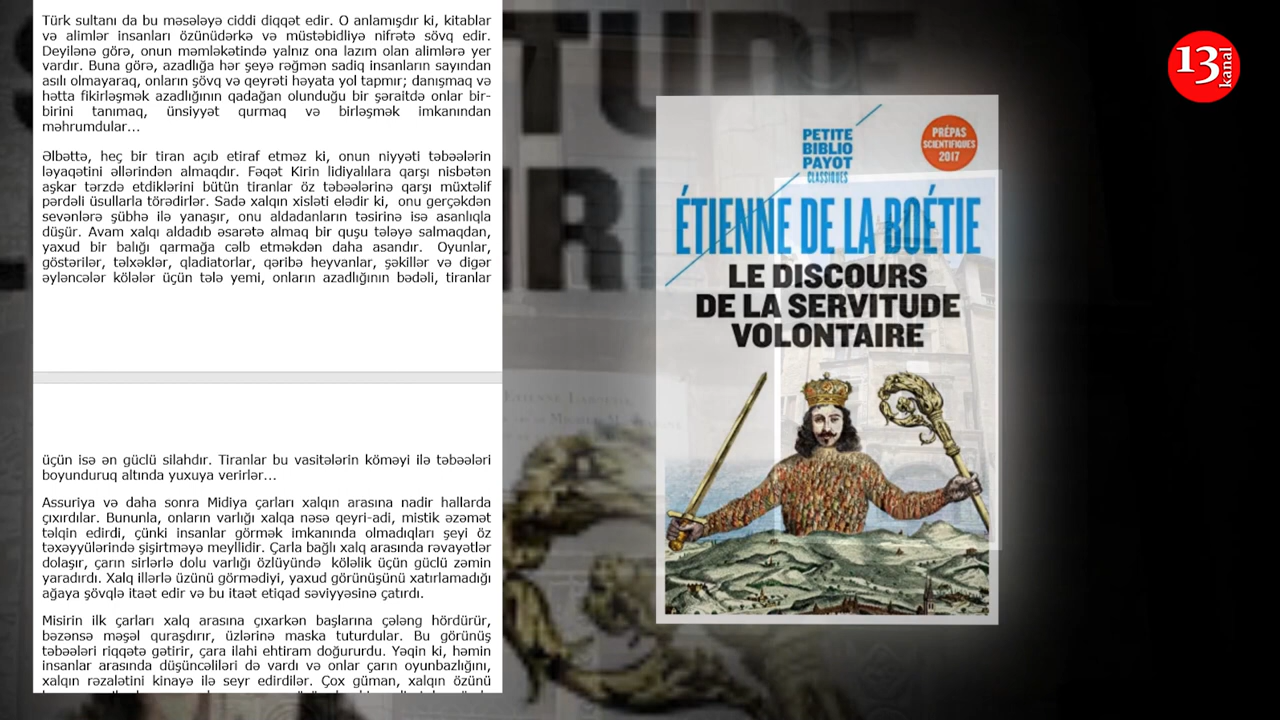 Türk sultanı da bu məsələyə ciddi diqqət edir. O anlamışdır ki, kitablar
və alimlər insanları özünüdərkə və müstəbidliyə nifrətə sövq edir.
Deyilənə görə, onun məmləkətində yalnız ona lazım olan alimlərə yer
vardır. Buna görə, azadlığa hər şeyə rəğmən sadiq insanların sayından
asılı olmayaraq, onların şövq və qeyrəti həyata yol tapmır; danışmaq və
hətta fikirləşmək azadlığının qadağan olunduğu bir şəraitdə onlar bir-
birini tanımaq, ünsiyyət qurmaq və birləşmək imkanından
məhrumdular...
Əlbəttə, heç bir tiran açıb etiraf etməz ki, onun niyyəti təbəələrin
ləyaqətini əllərindən almaqdır. Fəqət Kirin lidiyalılara qarşı nisbətən
aşkar tərzdə etdiklərini bütün tiranlar öz təbəələrinə qarşı müxtəlif
pərdəli üsullarla törədirlər. Sadə xalqın xisləti elədir ki, onu gerçəkdən
sevənlərə şübhə ilə yanaşır, onu aldadanların təsirinə isə asanlıqla
düşür. Avam xalqı aldadıb əsarətə almaq bir quşu tələyə salmaqdan,
yaxud bir balığı qarmağa cəlb etməkdən daha asandır. Oyunlar,
göstərilər, təlxəklər, qladiatorlar, qəribə heyvanlar, şəkillər və digər
əyləncələr kölələr üçün tələ yemi, onların azadlığının bədəli, tiranlar
üçün isə ən güclü silahdır. Tiranlar bu vasitələrin köməyi ilə təbəələri
boyunduruq altında yuxuya verirlər...
Assuriya və daha sonra Midiya çarları xalqın arasına nadir hallarda
çıxırdılar. Bununla, onların varlığı xalqa nəsə qeyri-adi, mistik əzəmət
təlqin edirdi, çünki insanlar görmək imkanında olmadıqları şeyi öz
təxəyyülərində şişirtməyə meyllidir. Çarla bağlı xalq arasında rəvayətlər
dolaşır, çarın sirlərlə dolu varlığı özlüyündə köləlik üçün güclü zəmin
yaradırdı. Xalq illərlə üzünü görmədiyi, yaxud görünüşünü xatırlamadığı
ağaya şövqlə itaət edir və bu itaət etiqad səviyyəsinə çatırdı.
Misirin ilk çarları xalq arasına çıxarkən başlarına çələng hördürür,
bəzənsə məşəl quraşdırır, üzlərinə maska tuturdular. Bu görünüş
təbəələri riqqətə gətirir, çara ilahi ehtiram doğururdu. Yəqin ki, həmin
insanlar arasında düşüncəliləri də vardı və onlar çarın oyunbazlığını,
xalqın rəzalətini kinayə ilə seyr edirdilər. Çox güman, xalqın özünü
PETITE
BIBLIO
PAYOT
CLASSIQUES
PRÉPAS
SCIENTIFIQUES
2017
ÉTIENNE DE LA BOÉTIE
LE DISCOURS
DE LA SERVITUDE
VOLONTAIRE
13
kanal